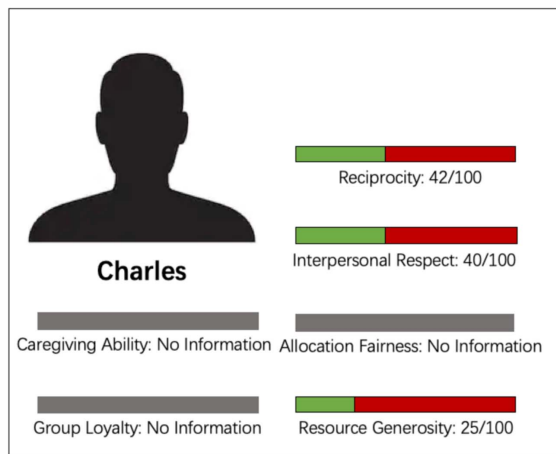 Reciprocity: 42/100
Interpersonal Respect: 40/100
Charles
Caregiving Ability: No Information
Allocation Fairness: No Information
Group Loyalty: No Information
Resource Generosity: 25/100